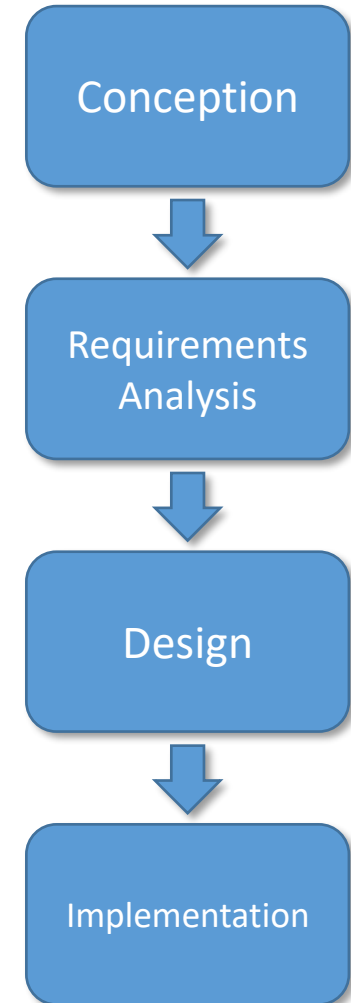 Conception
Requirements
Analysis
Design
Implementation